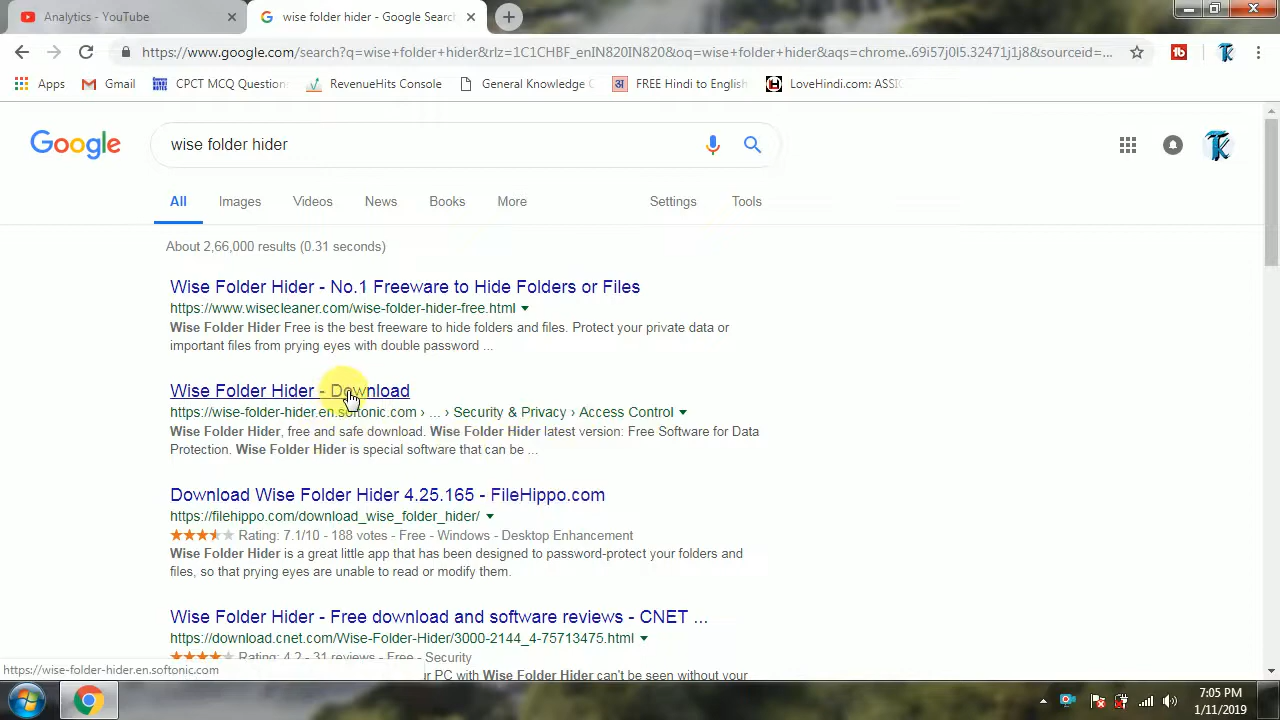 Analytics - YouTube
wise folder hider - Google Search
https://www.google.com/search?q=wise+folder+hider&rlz=1C1CHBF_enIN820IN820&oq=wise+folder+hider&aqs=chrome..69i57j0l5.32471j1j8&sourceid=...
Apps Gmail CPCT MCQ Question RevenueHits Console General Knowledge FREE Hindi to English LoveHindi.com: ASSIG
Google
wise folder hider
All Images Videos News Books More Settings Tools
About 2,66,000 results (0.31 seconds)
Wise Folder Hider - No.1 Freeware to Hide Folders or Files
https://www.wisecleaner.com/wise-folder-hider-free.html
Wise Folder Hider Free is the best freeware to hide folders and files. Protect your private data or
important files from prying eyes with double password ...
Wise Folder Hider - Download
https://wise-folder-hider.en.softonic.com › ... › Security & Privacy › Access Control
Wise Folder Hider, free and safe download. Wise Folder Hider latest version: Free Software for Data
Protection. Wise Folder Hider is special software that can be ...
Download Wise Folder Hider 4.25.165 - FileHippo.com
https://filehippo.com/download_wise_folder_hider/
Rating: 7.1/10 - 188 votes - Free - Windows - Desktop Enhancement
Wise Folder Hider is a great little app that has been designed to password-protect your folders and
files, so that prying eyes are unable to read or modify them.
Wise Folder Hider - Free download and software reviews - CNET ...
https://download.cnet.com/Wise-Folder-Hider/3000-2144_4-75713475.html
Rating: 4.2 - 31 reviews - Free - Security
PC with Wise Folder Hider can't be seen without your
https://wise-folder-hider.en.softonic.com
7:05 PM
1/11/2019